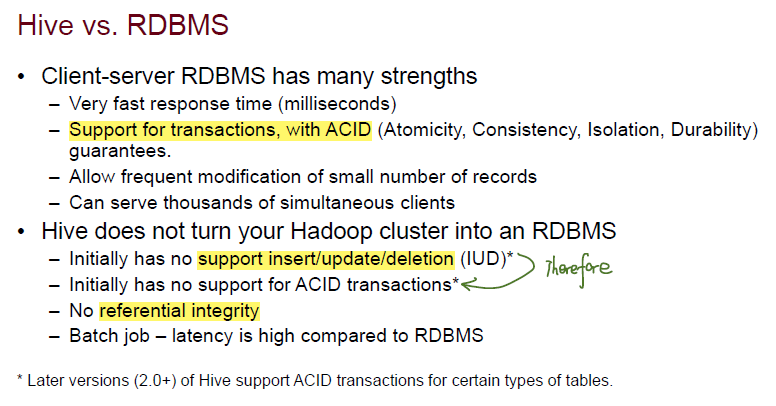 Hive vs. RDBMS
• Client-server RDBMS has many strengths
– Very fast response time (milliseconds)
– Support for transactions, with ACID (Atomicity, Consistency, Isolation, Durability)
guarantees.
– Allow frequent modification of small number of records
– Can serve thousands of simultaneous clients
• Hive does not turn your Hadoop cluster into an RDBMS
– Initially has no support insert/update/deletion (IUD)*
Therefore
– Initially has no support for ACID transactions*
– No referential integrity
– Batch job – latency is high compared to RDBMS
* Later versions (2.0+) of Hive support ACID transactions for certain types of tables.